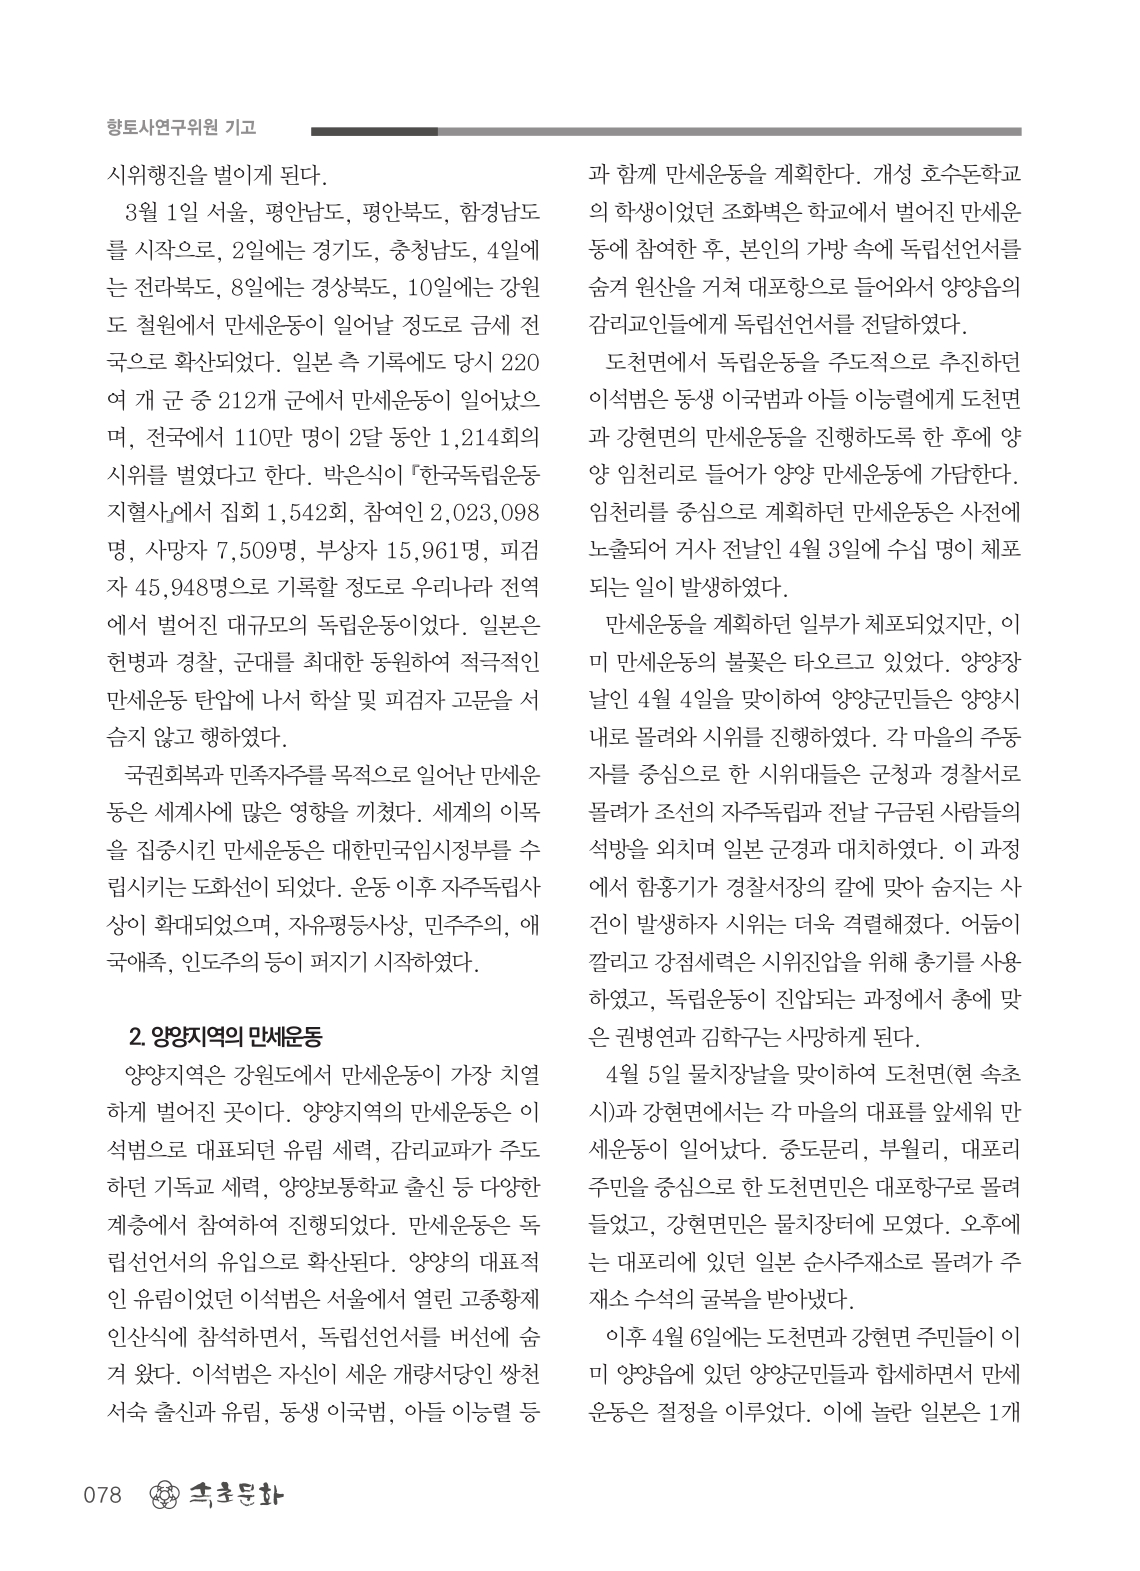 향토사연구위원 기고
시위행진을 벌이게 된다.
3월 1일 서울, 평안남도, 평안북도, 함경남도
를 시작으로, 2일에는 경기도, 충청남도, 4일에
는 전라북도, 8일에는 경상북도, 10일에는 강원
도 철원에서 만세운동이 일어날 정도로 금세 전
국으로 확산되었다. 일본 측 기록에도 당시 220
여 개 군 중 212개 군에서 만세운동이 일어났으
며, 전국에서 110만 명이 2달 동안 1,214회의
시위를 벌였다고 한다. 박은식이 『한국독립운동
지혈사』에서 집회 1,542회, 참여인 2,023,098
명, 사망자 7,509명, 부상자 15,961명, 피검
자 45,948명으로 기록할 정도로 우리나라 전역
에서 벌어진 대규모의 독립운동이었다. 일본은
헌병과 경찰, 군대를 최대한 동원하여 적극적인
만세운동 탄압에 나서 학살 및 피검자 고문을 서
슴지 않고 행하였다.
국권회복과 민족자주를 목적으로 일어난 만세운
동은 세계사에 많은 영향을 끼쳤다. 세계의 이목
을 집중시킨 만세운동은 대한민국임시정부를 수
립시키는 도화선이 되었다. 운동 이후 자주독립사
상이 확대되었으며, 자유평등사상, 민주주의, 애
국애족, 인도주의 등이 퍼지기 시작하였다.
2. 양양지역의 만세운동
양양지역은 강원도에서 만세운동이 가장 치열
하게 벌어진 곳이다. 양양지역의 만세운동은 이
석범으로 대표되던 유림 세력, 감리교파가 주도
하던 기독교 세력, 양양보통학교 출신 등 다양한
계층에서 참여하여 진행되었다. 만세운동은 독
립선언서의 유입으로 확산된다. 양양의 대표적
인 유림이었던 이석범은 서울에서 열린 고종황제
인산식에 참석하면서, 독립선언서를 버선에 숨
겨 왔다. 이석범은 자신이 세운 개량서당인 쌍천
서숙 출신과 유림, 동생 이국범, 아들 이능렬 등
과 함께 만세운동을 계획한다. 개성 호수돈학교
의 학생이었던 조화벽은 학교에서 벌어진 만세운
동에 참여한 후, 본인의 가방 속에 독립선언서를
숨겨 원산을 거쳐 대포항으로 들어와서 양양읍의
감리교인들에게 독립선언서를 전달하였다.
도천면에서 독립운동을 주도적으로 추진하던
이석범은 동생 이국범과 아들 이능렬에게 도천면
과 강현면의 만세운동을 진행하도록 한 후에 양
양 임천리로 들어가 양양 만세운동에 가담한다.
임천리를 중심으로 계획하던 만세운동은 사전에
노출되어 거사 전날인 4월 3일에 수십 명이 체포
되는 일이 발생하였다.
만세운동을 계획하던 일부가 체포되었지만, 이
미 만세운동의 불꽃은 타오르고 있었다. 양양장
날인 4월 4일을 맞이하여 양양군민들은 양양시
내로 몰려와 시위를 진행하였다. 각 마을의 주동
자를 중심으로 한 시위대들은 군청과 경찰서로
몰려가 조선의 자주독립과 전날 구금된 사람들의
석방을 외치며 일본 군경과 대치하였다. 이 과정
에서 함홍기가 경찰서장의 칼에 맞아 숨지는 사
건이 발생하자 시위는 더욱 격렬해졌다. 어둠이
깔리고 강점세력은 시위진압을 위해 총기를 사용
하였고, 독립운동이 진압되는 과정에서 총에 맞
은 권병연과 김학구는 사망하게 된다.
4월 5일 물치장날을 맞이하여 도천면(현 속초
시)과 강현면에서는 각 마을의 대표를 앞세워 만
세운동이 일어났다. 중도문리, 부월리, 대포리
주민을 중심으로 한 도천면민은 대포항구로 몰려
들었고, 강현면민은 물치장터에 모였다. 오후에
는 대포리에 있던 일본 순사주재소로 몰려가 주
재소 수석의 굴복을 받아냈다.
이후 4월 6일에는 도천면과 강현면 주민들이 이
미 양양읍에 있던 양양군민들과 합세하면서 만세
운동은 절정을 이루었다. 이에 놀란 일본은 1개
078 속초문화